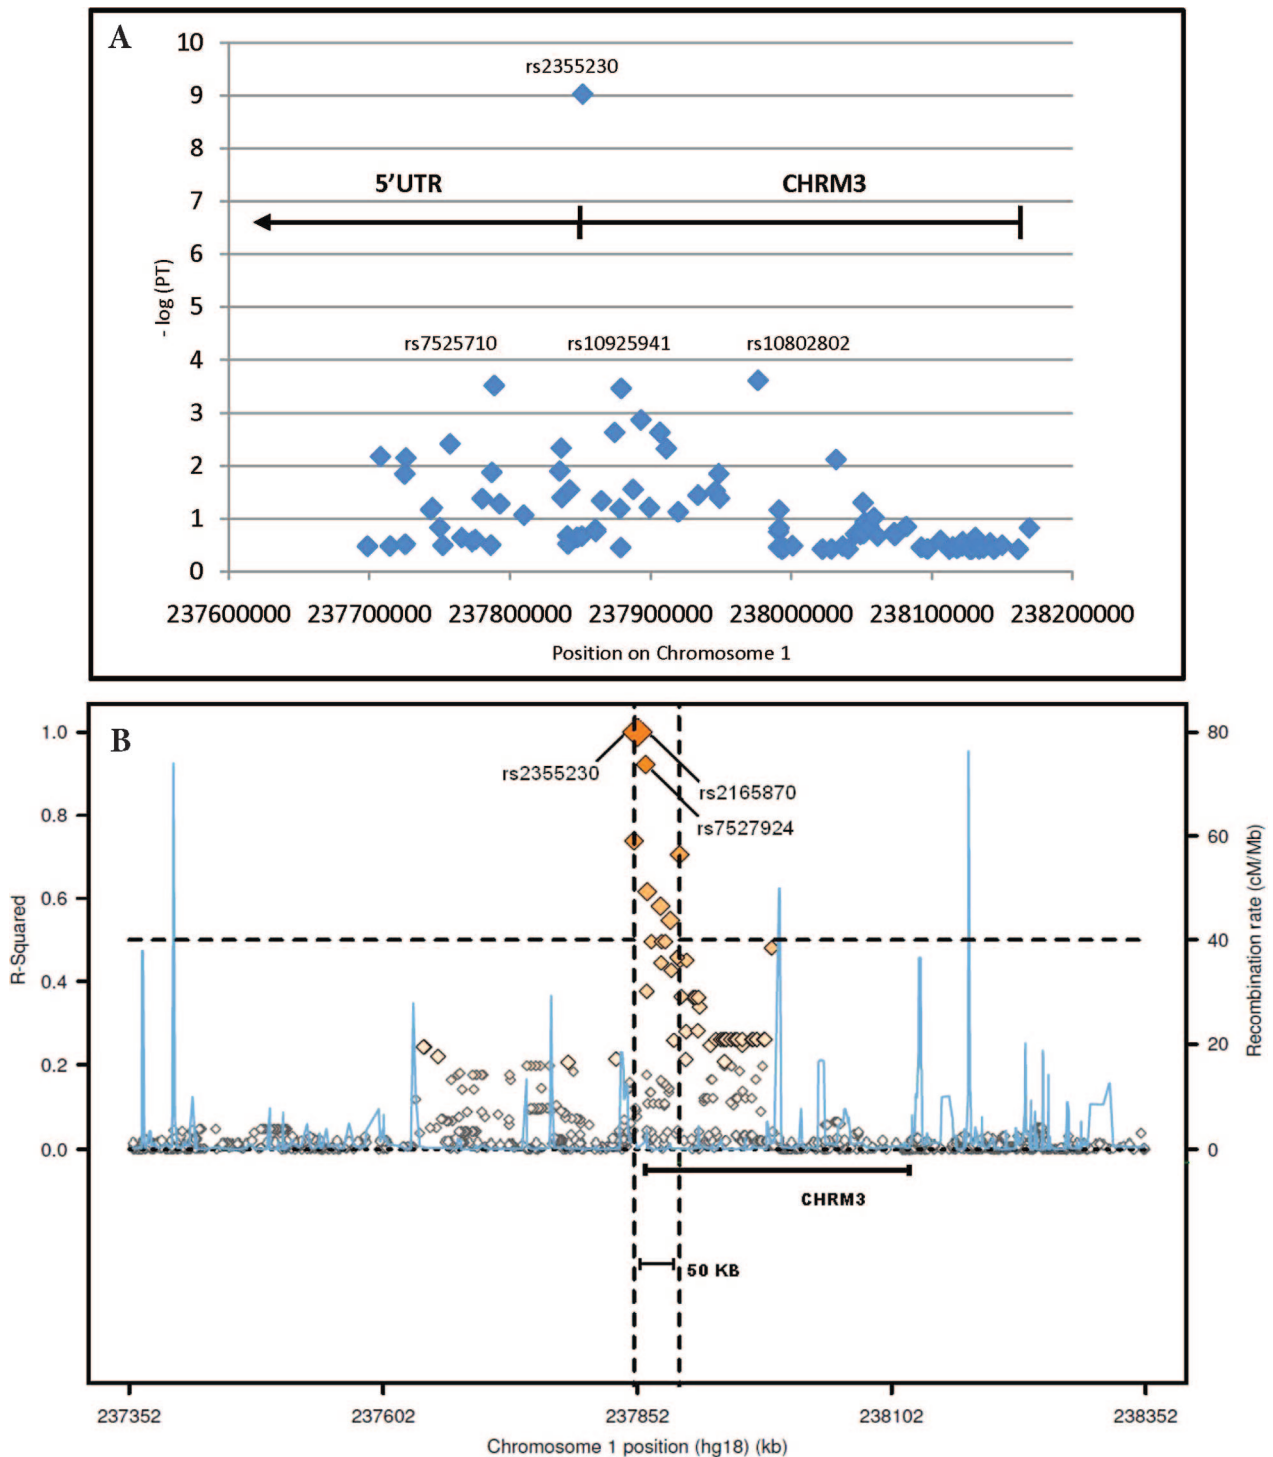 A
10
rs2355230
9
8
5'UTR CHRM3
7
6
- log (PT)
5
rs7525710 rs10925941 rs10802802
4
3
2
1
0
237600000 237700000 237800000 237900000 238000000 238100000 238200000
Position on Chromosome 1
B
1.0 80
rs2355230
rs2165870
rs7527924
0.8
60
0.6
R-Squared
Recombination rate (cM/Mb)
40
0.4
0.2 20
0.0 0
CHRM3
50 KB
237352 237602 237852 238102 238352
Chromosome 1 position (hg18) (kb)